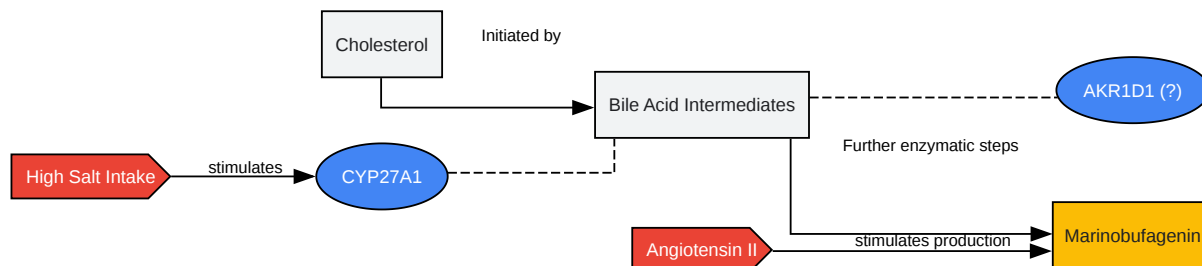 Cholesterol
Initiated by
Bile Acid Intermediates
AKR1D1 (?)
Further enzymatic steps
High Salt Intake
stimulates
CYP27A1
Angiotensin II
stimulates production
Marinobufagenin